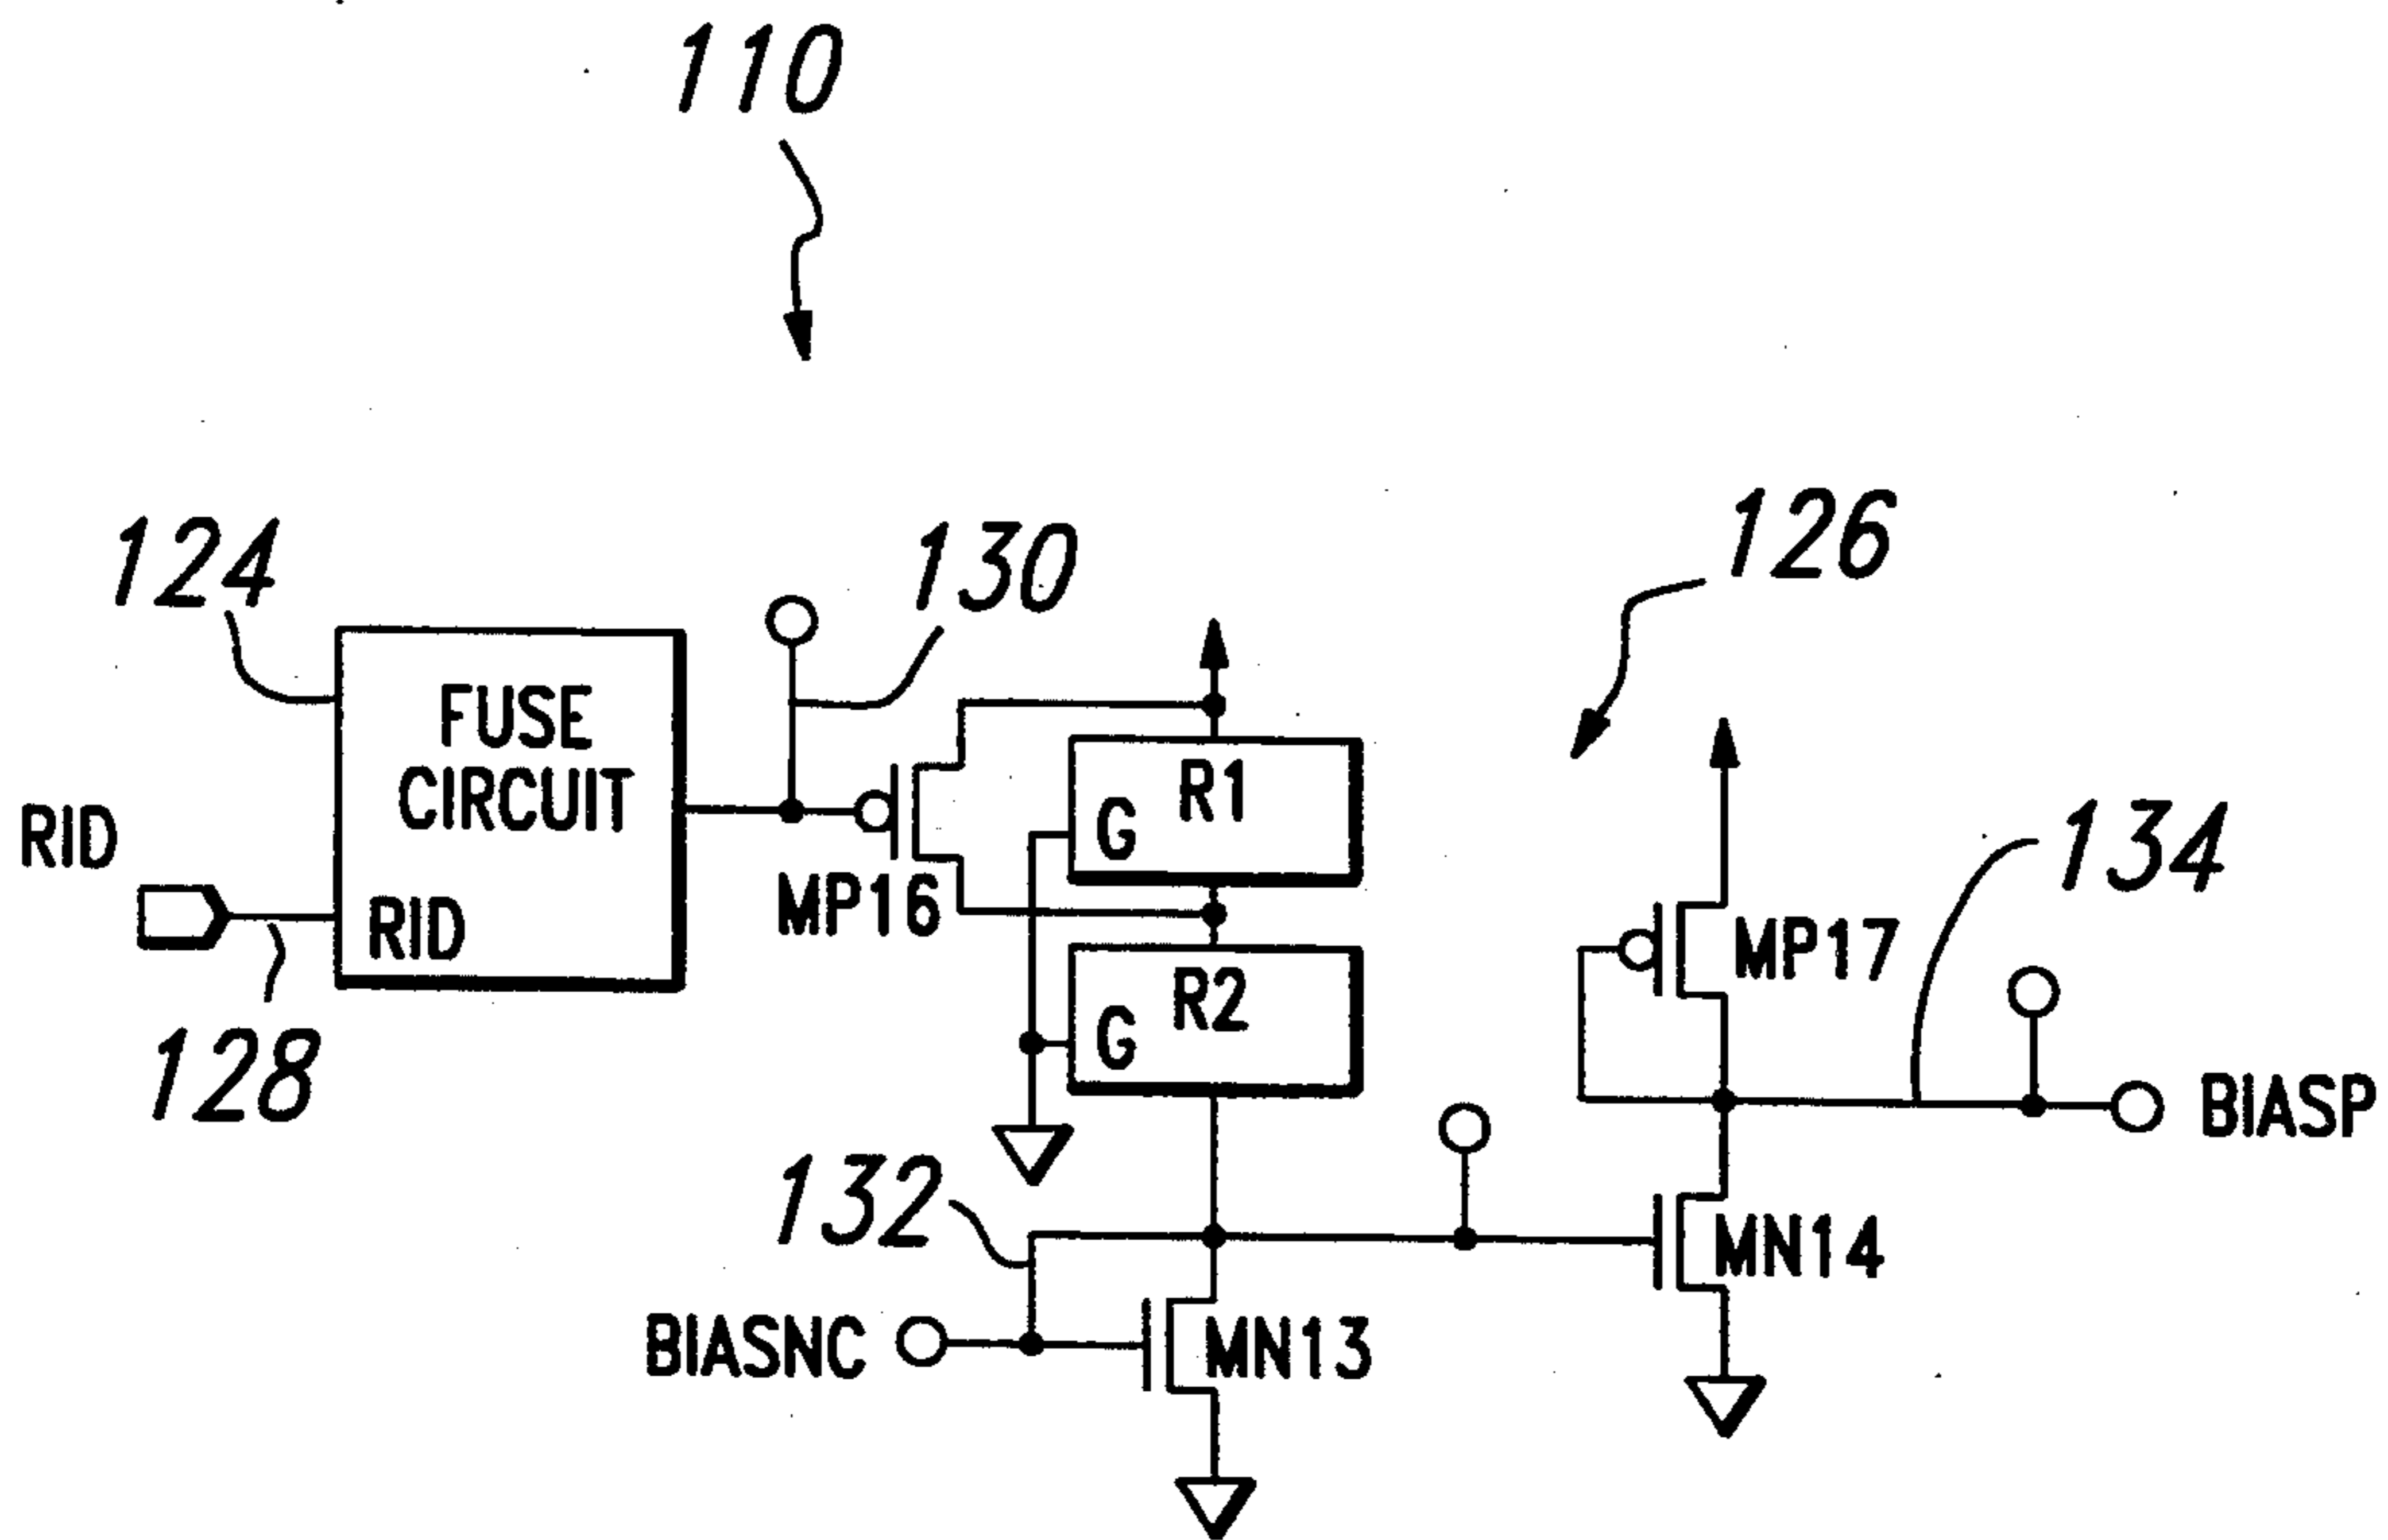 110
124
130
126
FUSE
CIRCUIT
R1
G
134
RID
MP16
RID
MP17
R2
G
128
BIASP
132
MN14
BIASNC
MN13